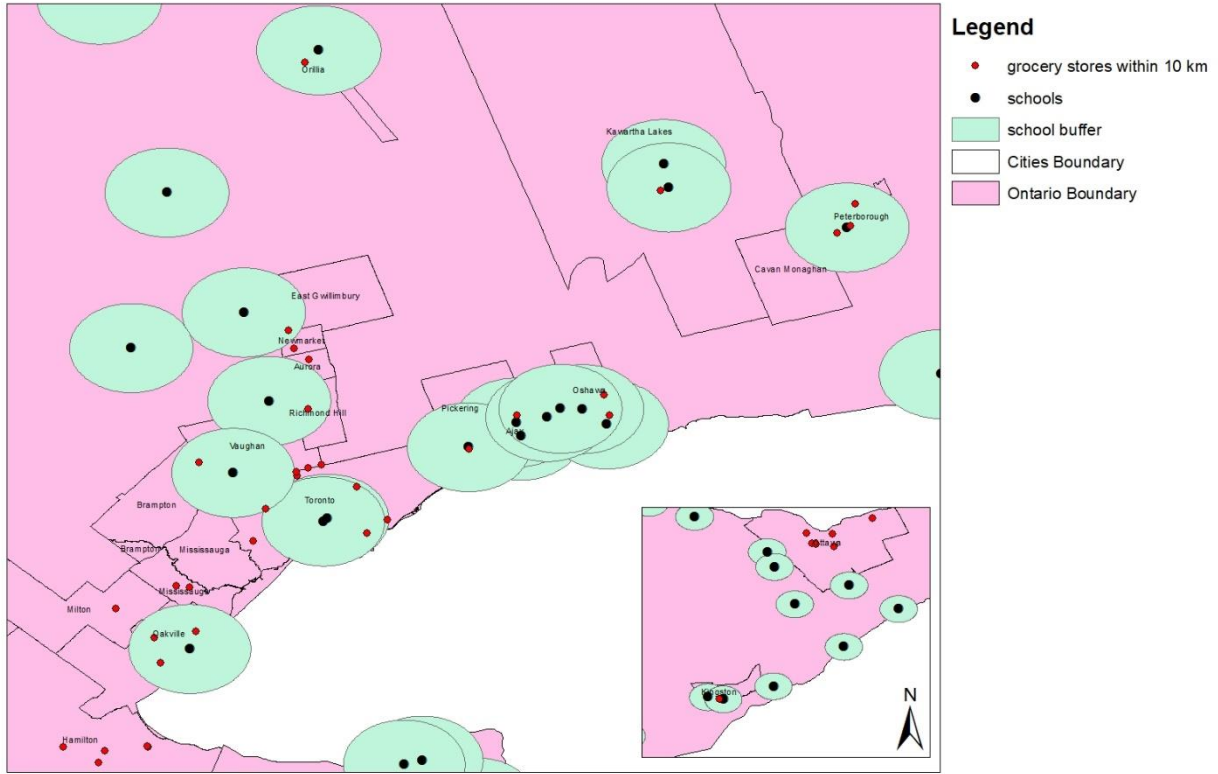 Legend
grocery stores within 10 km
schools
school buffer
Cities Boundary
Ontario Boundary
Orillia
Kawartha Lakes
Peterborough
Cavan Monaghan
East Gwillimbury
Newmarket
Aurora
Richmond Hill
Pickering
Oshawa
Ajax
Vaughan
Brampton
Toronto
Brampton
Mississauga
Mississauga
Milton
Oakville
Hamilton
Ottawa
Kingston
N